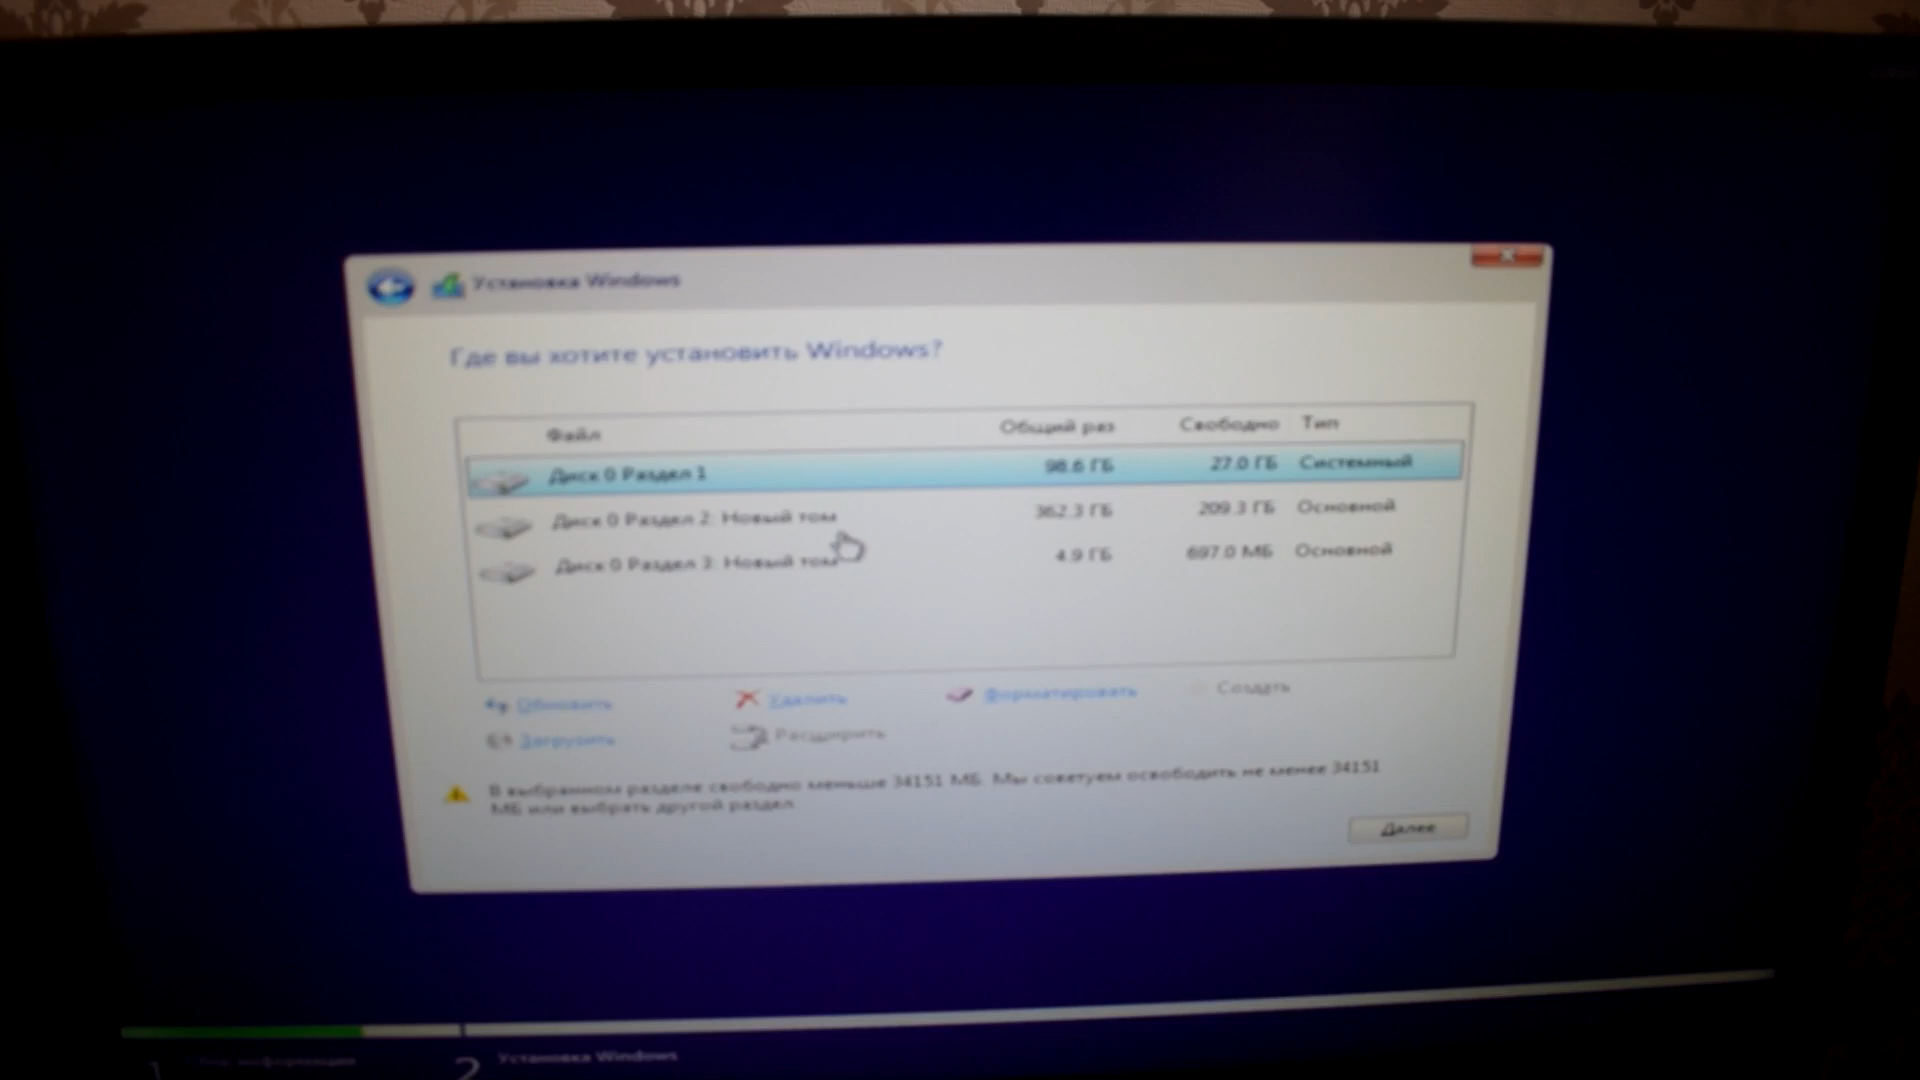 Установка Windows
Где вы хотите установить Windows?
Файл Общий раз Свободно Тип
Диск 0 Раздел 1 98.6 ГБ 27.0 ГБ Системный
Диск 0 Раздел 2: Новый том 362.3 ГБ 209.3 ГБ Основной
Диск 0 Раздел 3: Новый том 4.9 ГБ 697.0 МБ Основной
Обновить Удалить Форматировать Создать
Загрузить Расширить
В выбранном разделе свободно меньше 34151 МБ. Мы советуем освободить не менее 34151
МБ или выбрать другой раздел.
Далее
1 информации 2 Установка Windows